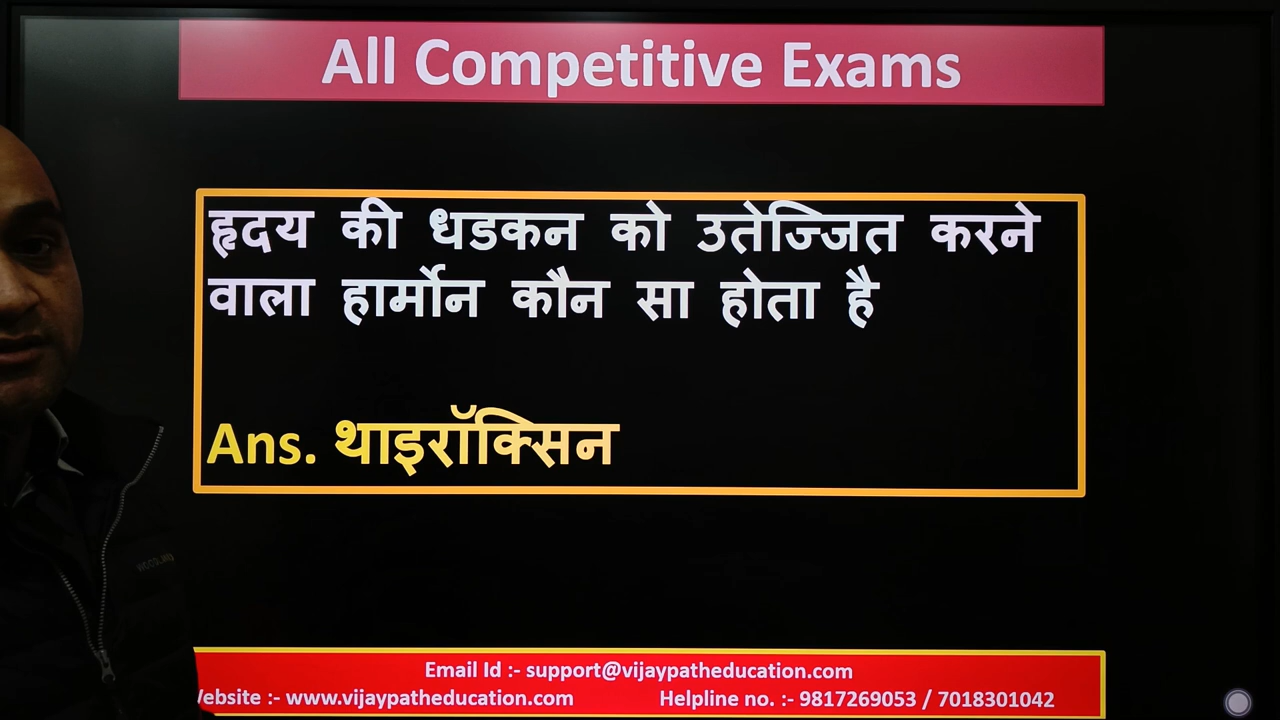 All Competitive Exams
हृदय की धडकन को उतेज्जित करने
वाला हार्मोन कौन सा होता है
Ans. थाइरॉक्सिन
Email Id :- support@vijaypatheducation.com
ebsite :- www.vijaypatheducation.com Helpline no. :- 9817269053 / 7018301042